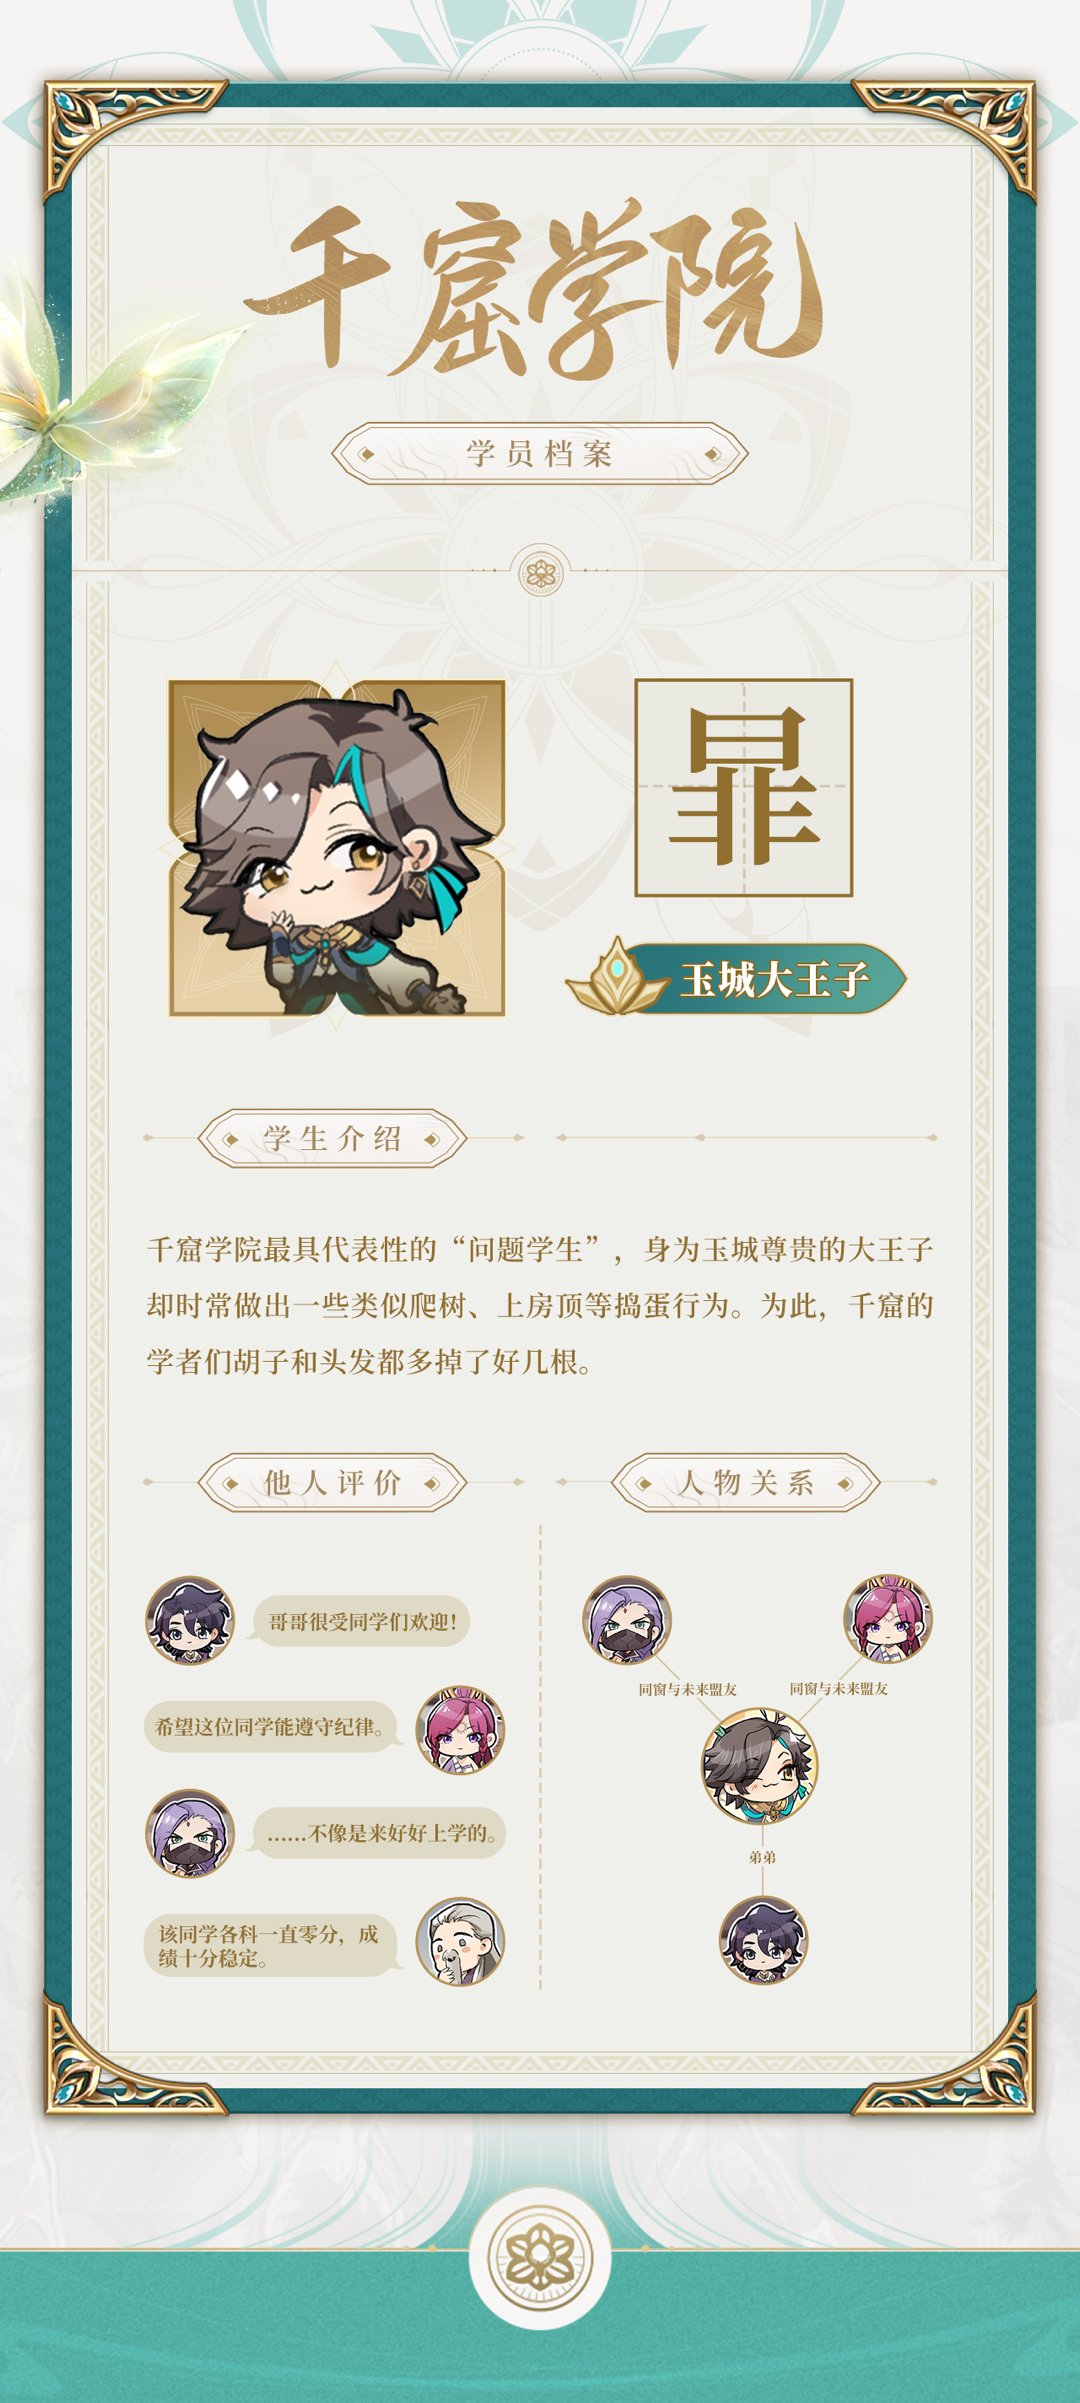 千窟学院
学员档案
暃
玉城大王子
学生介绍
千窟学院最具代表性的“问题学生”，身为玉城尊贵的大王子
却时常做出一些类似爬树、上房顶等捣蛋行为。为此，千窟的
学者们胡子和头发都多掉了好几根。
他人评价
哥哥很受同学们欢迎！
希望这位同学能遵守纪律。
……不像是来好好上学的。
该同学各科一直零分，成
绩十分稳定。
人物关系
同窗与未来盟友
同窗与未来盟友
弟弟